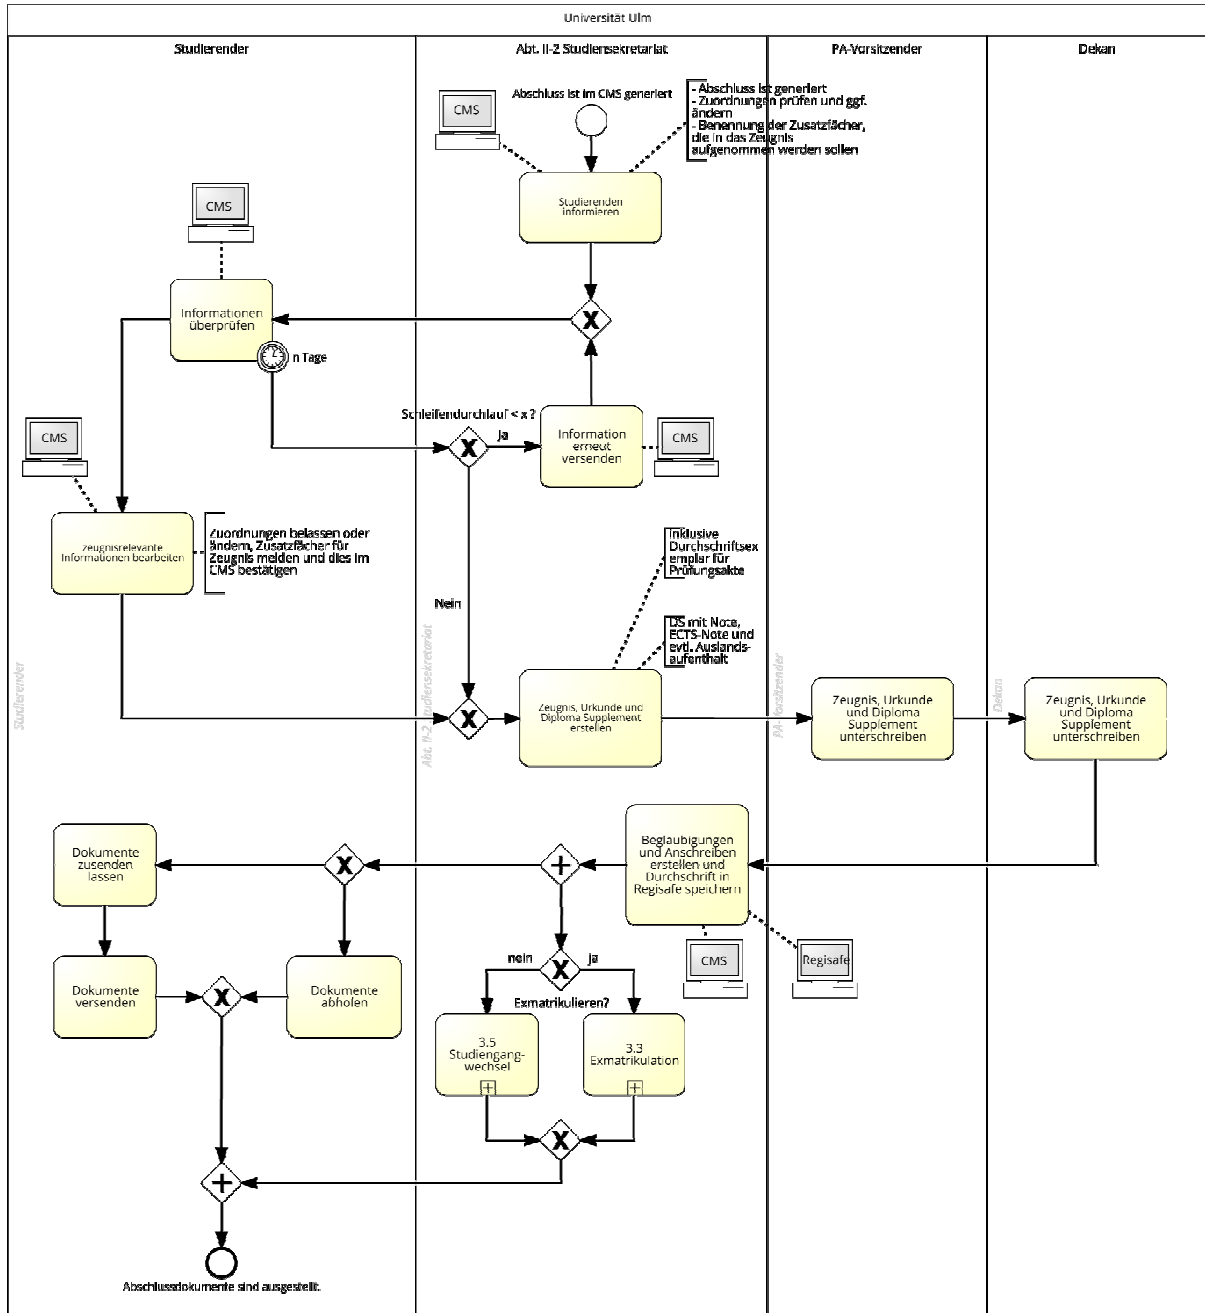 Universität Ulm
Studierender
Abt. II-2 Studiensekretariat
PA-Vorsitzender
Dekan
CMS
Abschluss ist im CMS generiert
- Abschluss ist generiert
- Zuordnungen prüfen und ggf.
ändern
- Benennung der Zusatzfächer,
die in das Zeugnis
aufgenommen werden sollen
Studierenden
informieren
CMS
Informationen
überprüfen
n Tage
Schleifendurchlauf < x ?
Ja
Information
erneut
versenden
CMS
CMS
zeugnisrelevante
Informationen bearbeiten
Zuordnungen belassen oder
ändern, Zusatzfächer für
Zeugnis melden und dies im
CMS bestätigen
Inklusive
Durchschriftsex
emplar für
Prüfungsakte
Nein
DS mit Note,
ECTS-Note und
evtl. Auslands-
aufenthalt
Studierender
Abt. II-2 Studiensekretariat
PA-Vorsitzender
Dekan
Zeugnis, Urkunde und
Diploma Supplement
erstellen
Zeugnis, Urkunde
und Diploma
Supplement
unterschreiben
Zeugnis, Urkunde
und Diploma
Supplement
unterschreiben
Dokumente
zusenden
lassen
Beglaubigungen
und Anschreiben
erstellen und
Durchschrift in
Regisafe speichern
CMS
Regisafe
nein
ja
Exmatrikulieren?
Dokumente
versenden
Dokumente
abholen
3.5
Studiengang-
wechsel
3.3
Exmatrikulation
Abschlussdokumente sind ausgestellt.